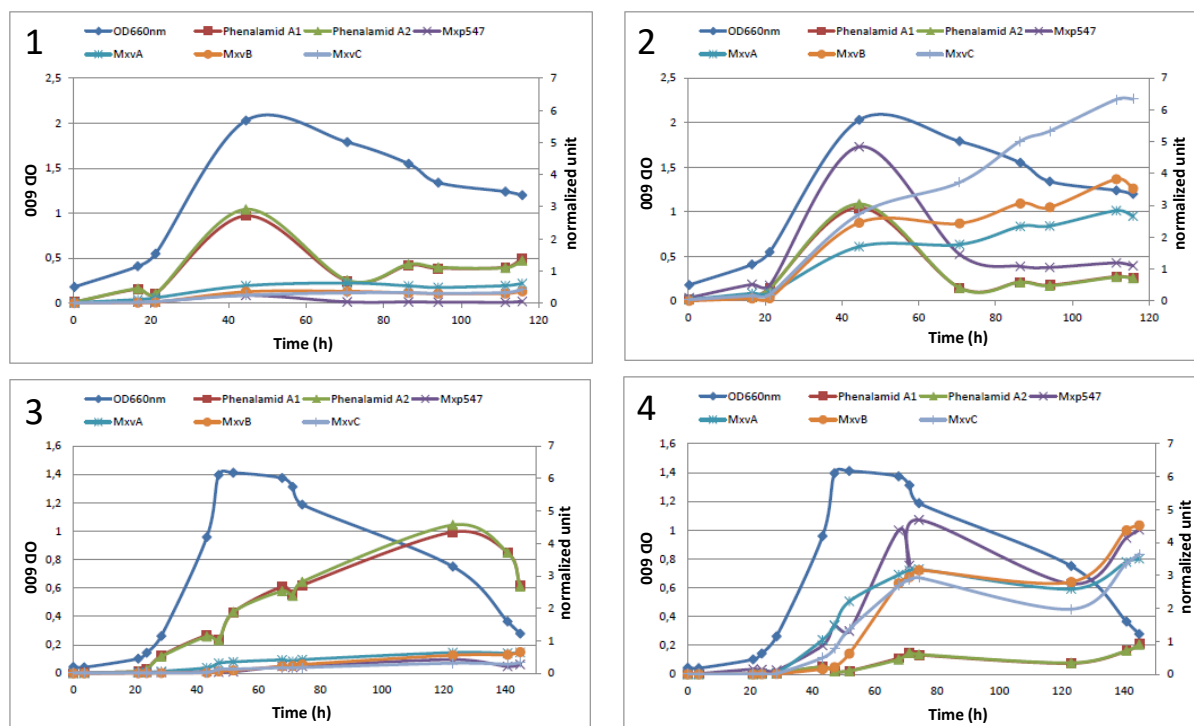 1
OD660nm Phenalamid A1 Phenalamid A2 Mxp547
MxvA MxvB MxvC
2,5 7
6
2
5
1,5
4
1 3
2
0,5
1
0 0
OD 600
normalized unit
0 20 40 60 80 100 120
Time (h)
2
OD660nm Phenalamid A1 Phenalamid A2 Mxp547
MxvA MxvB MxvC
2,5 7
6
2
5
1,5
4
1 3
2
0,5
1
0 0
OD 600
normalized unit
0 20 40 60 80 100 120
Time (h)
3
OD660nm Phenalamid A1 Phenalamid A2 Mxp547
MxvA MxvB MxvC
1,6 7
1,4 6
1,2 5
1 4
0,8
0,6 3
0,4 2
0,2 1
0 0
OD 600
normalized unit
0 20 40 60 80 100 120 140
Time (h)
4
OD660nm Phenalamid A1 Phenalamid A2 Mxp547
MxvA MxvB MxvC
1,6 7
1,4 6
1,2 5
1 4
0,8
0,6 3
0,4 2
0,2 1
0 0
OD 600
normalized unit
0 20 40 60 80 100 120 140
Time (h)